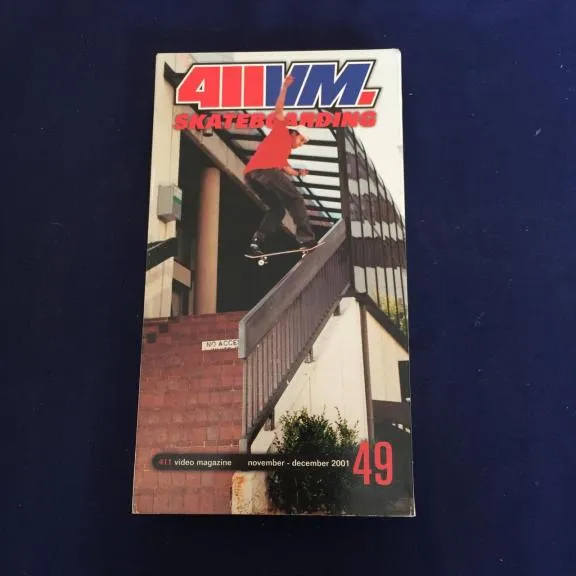 411VM.
SKATEBOARDING
NO ACCE
411 video magazine november - december 2001 49